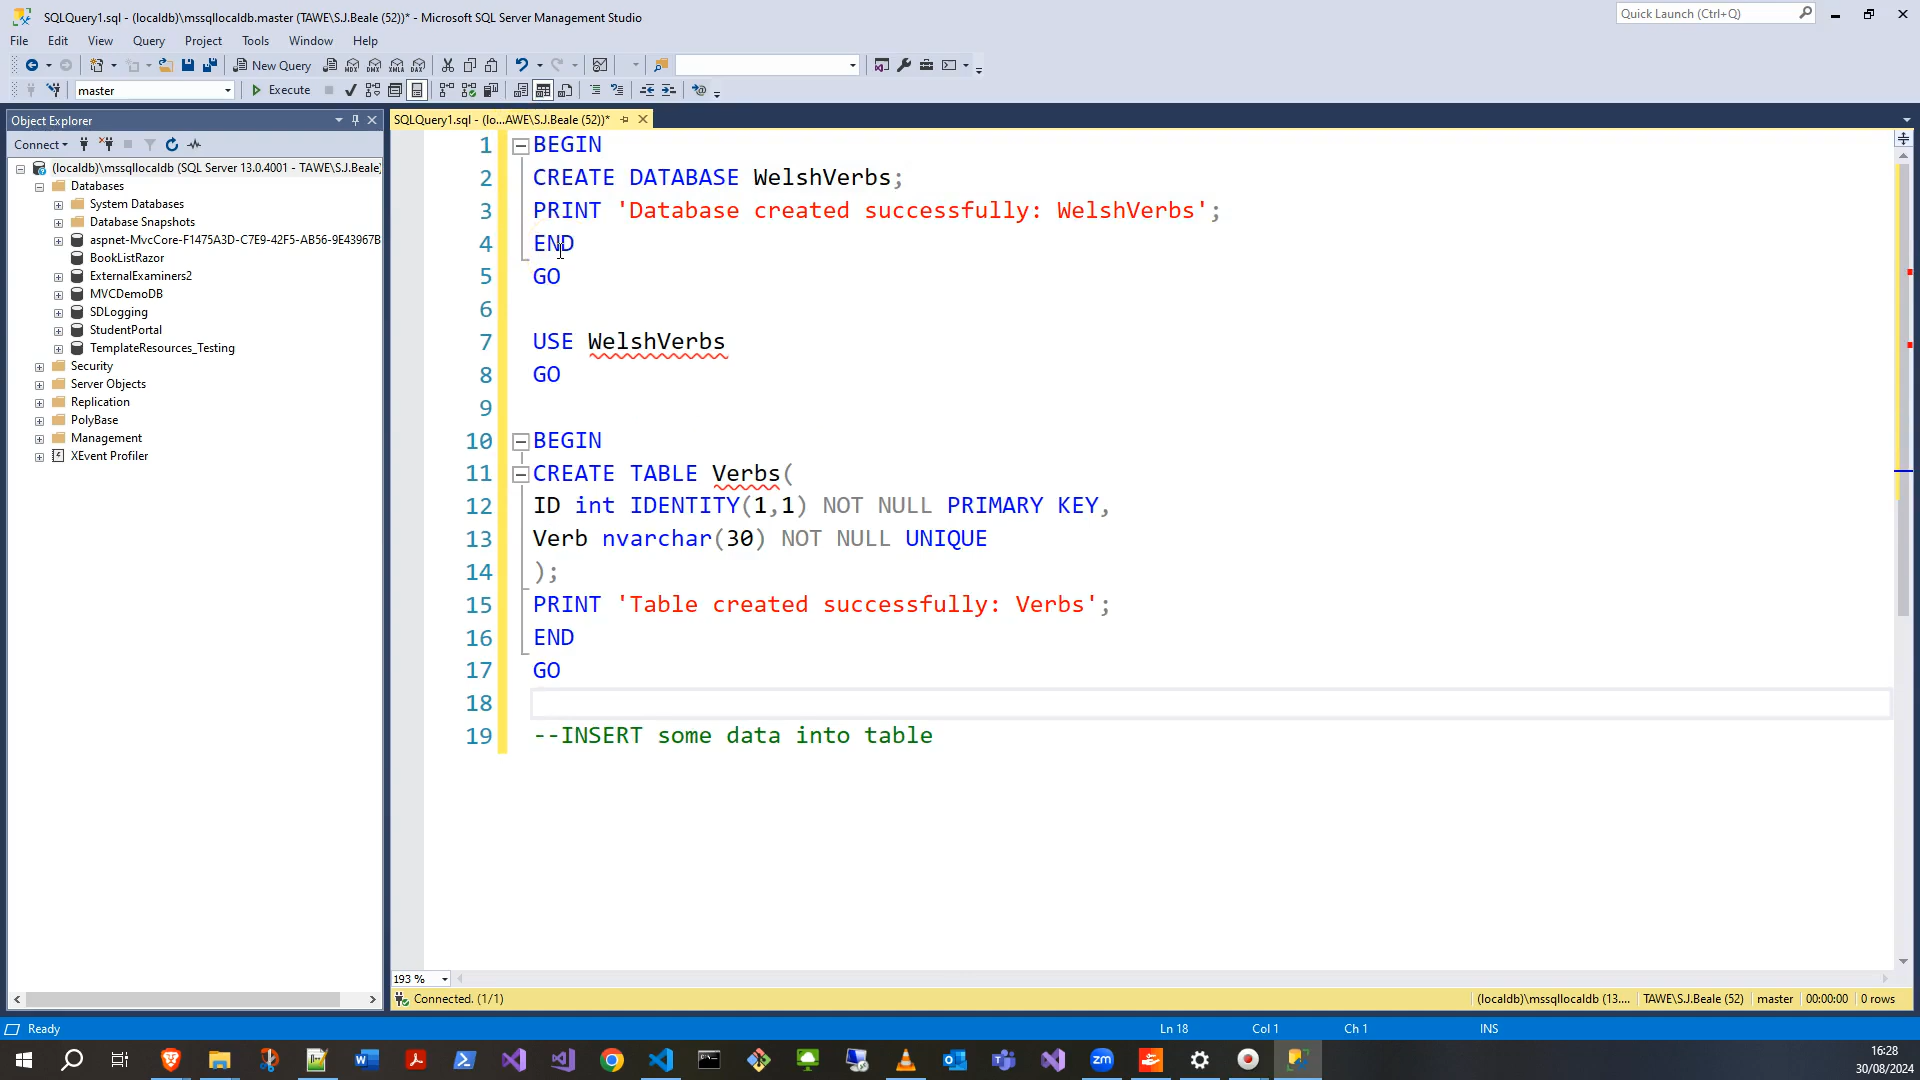 SQLQuery1.sql - (localdb)\mssqllocaldb.master (TAWE\S.J.Beale (52))* - Microsoft SQL Server Management Studio
Quick Launch (Ctrl+Q)
File Edit View Query Project Tools Window Help
New Query
MDX DMX XMLA DAX
master
Execute
Object Explorer
SQLQuery1.sql - (lo...AWE\S.J.Beale (52))*
Connect
(localdb)\mssqllocaldb (SQL Server 13.0.4001 - TAWE\S.J.Beale)
Databases
System Databases
Database Snapshots
aspnet-MvcCore-F1475A3D-C7E9-42F5-AB56-9E43967B
BookListRazor
ExternalExaminers2
MVCDemoDB
SDLogging
StudentPortal
TemplateResources_Testing
Security
Server Objects
Replication
PolyBase
Management
XEvent Profiler
1 BEGIN
2 CREATE DATABASE WelshVerbs;
3 PRINT 'Database created successfully: WelshVerbs';
4 END
5 GO
6
7 USE WelshVerbs
8 GO
9
10 BEGIN
11 CREATE TABLE Verbs(
12 ID int IDENTITY(1,1) NOT NULL PRIMARY KEY,
13 Verb nvarchar(30) NOT NULL UNIQUE
14 );
15 PRINT 'Table created successfully: Verbs';
16 END
17 GO
18
19 --INSERT some data into table
193 %
Connected. (1/1)
(localdb)\mssqllocaldb (13.... TAWE\S.J.Beale (52) master 00:00:00 0 rows
Ready
Ln 18 Col 1 Ch 1 INS
zm
16:28
30/08/2024